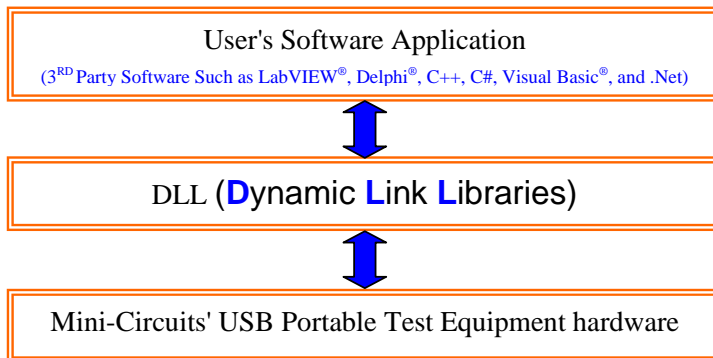 User's Software Application
(3RD Party Software Such as LabVIEW®, Delphi®, C++, C#, Visual Basic®, and .Net)
DLL (Dynamic Link Libraries)
Mini-Circuits' USB Portable Test Equipment hardware